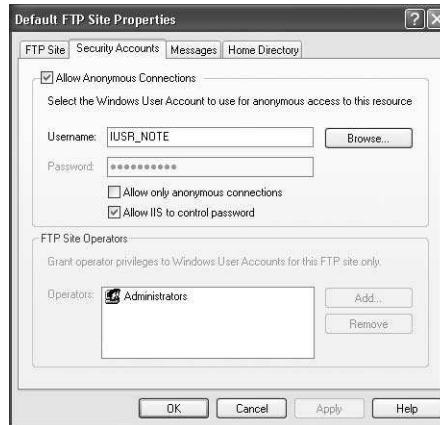 Default FTP Site Properties
FTP Site Security Accounts Messages Home Directory
Allow Anonymous Connections
Select the Windows User Account to use for anonymous access to this resource
Username: IUSR_NOTE Browse...
Password: ●●●●●●●●●●
Allow only anonymous connections
Allow IIS to control password
FTP Site Operators
Grant operator privileges to Windows User Accounts for this FTP site only.
Operators: Administrators Add...
Remove
OK Cancel Apply Help